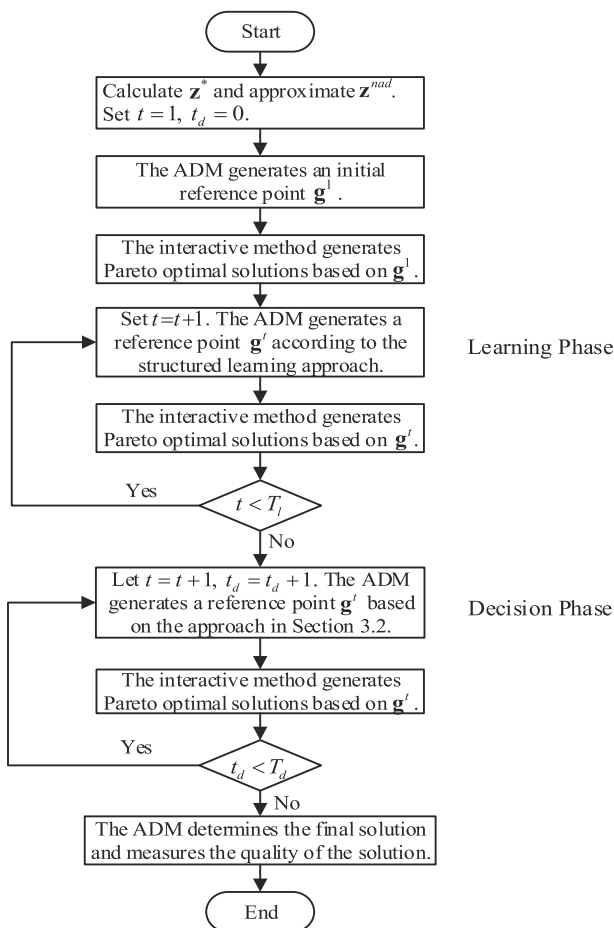 Start
Calculate z* and approximate z^nad.
Set t = 1, t_d = 0.
The ADM generates an initial
reference point g^1 .
The interactive method generates
Pareto optimal solutions based on g^1.
Set t=t+1. The ADM generates a
reference point g^t according to the
structured learning approach.
Learning Phase
The interactive method generates
Pareto optimal solutions based on g^t.
Yes
t < T_l
No
Let t = t + 1, t_d = t_d + 1. The ADM
generates a reference point g^t based
on the approach in Section 3.2.
Decision Phase
The interactive method generates
Pareto optimal solutions based on g^t .
Yes
t_d < T_d
No
The ADM determines the final solution
and measures the quality of the solution.
End